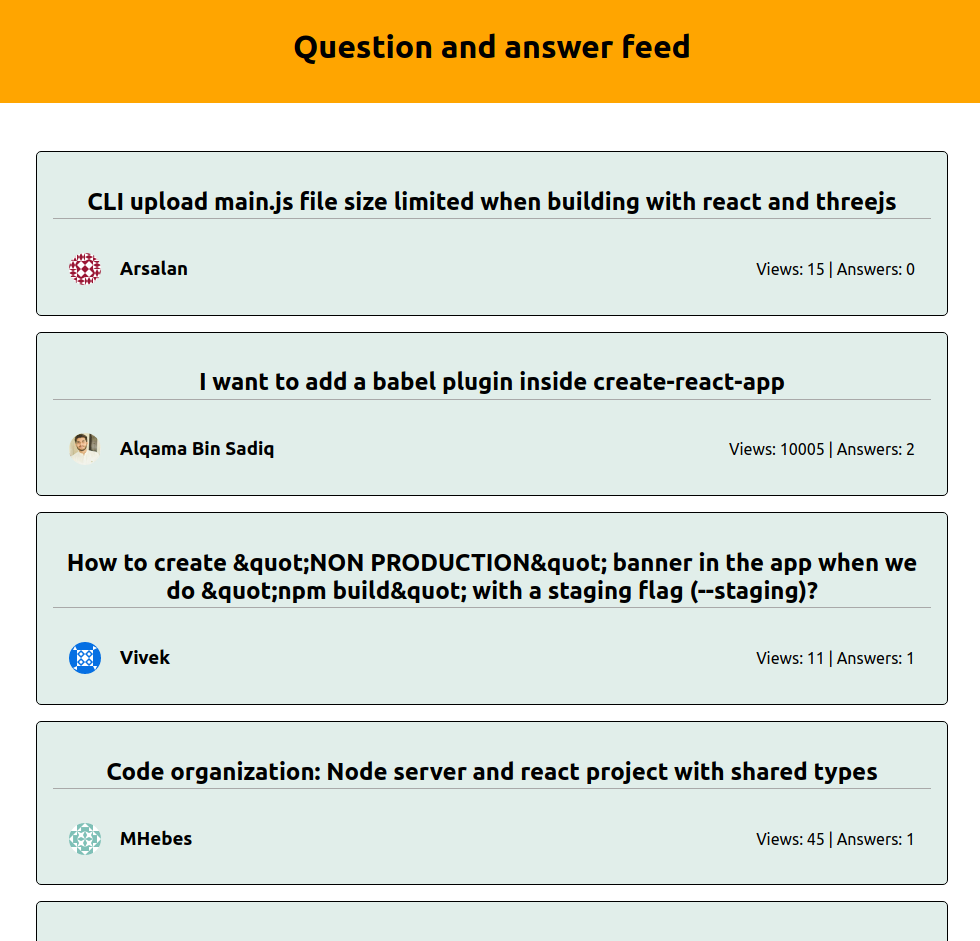 Question and answer feed
CLI upload main.js file size limited when building with react and threejs
Arsalan
Views: 15 | Answers: 0
I want to add a babel plugin inside create-react-app
Alqama Bin Sadiq
Views: 10005 | Answers: 2
How to create &quot;NON PRODUCTION&quot; banner in the app when we
do &quot;npm build&quot; with a staging flag (--staging)?
Vivek
Views: 11 | Answers: 1
Code organization: Node server and react project with shared types
MHebes
Views: 45 | Answers: 1